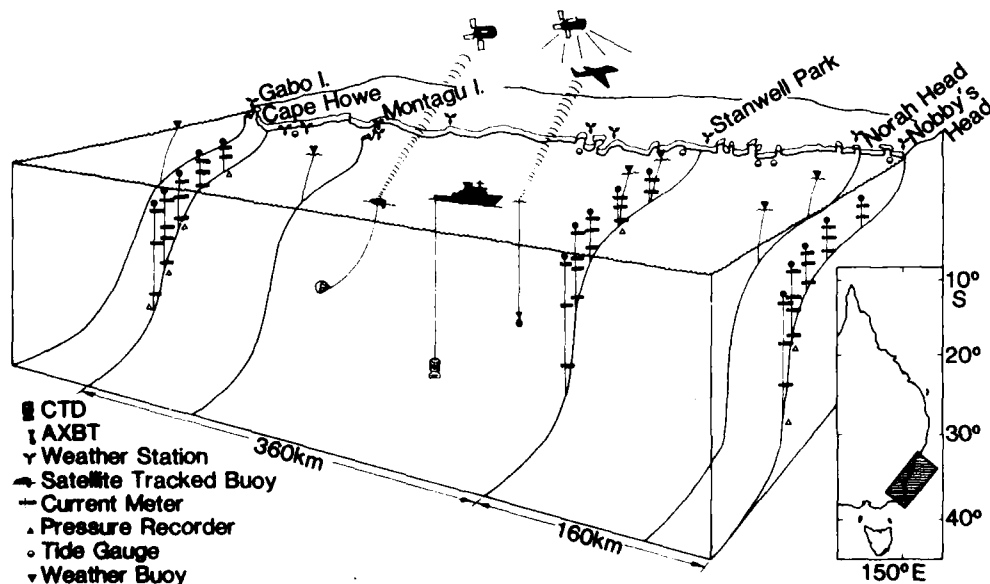 Gabo I.
Cape Howe
Montagu I.
Stanwell Park
Norah Head
Nobby's
Head
10°
S
20°
30°
40°
150°E
360km
160km
CTD
AXBT
Weather Station
Satellite Tracked Buoy
Current Meter
Pressure Recorder
Tide Gauge
Weather Buoy